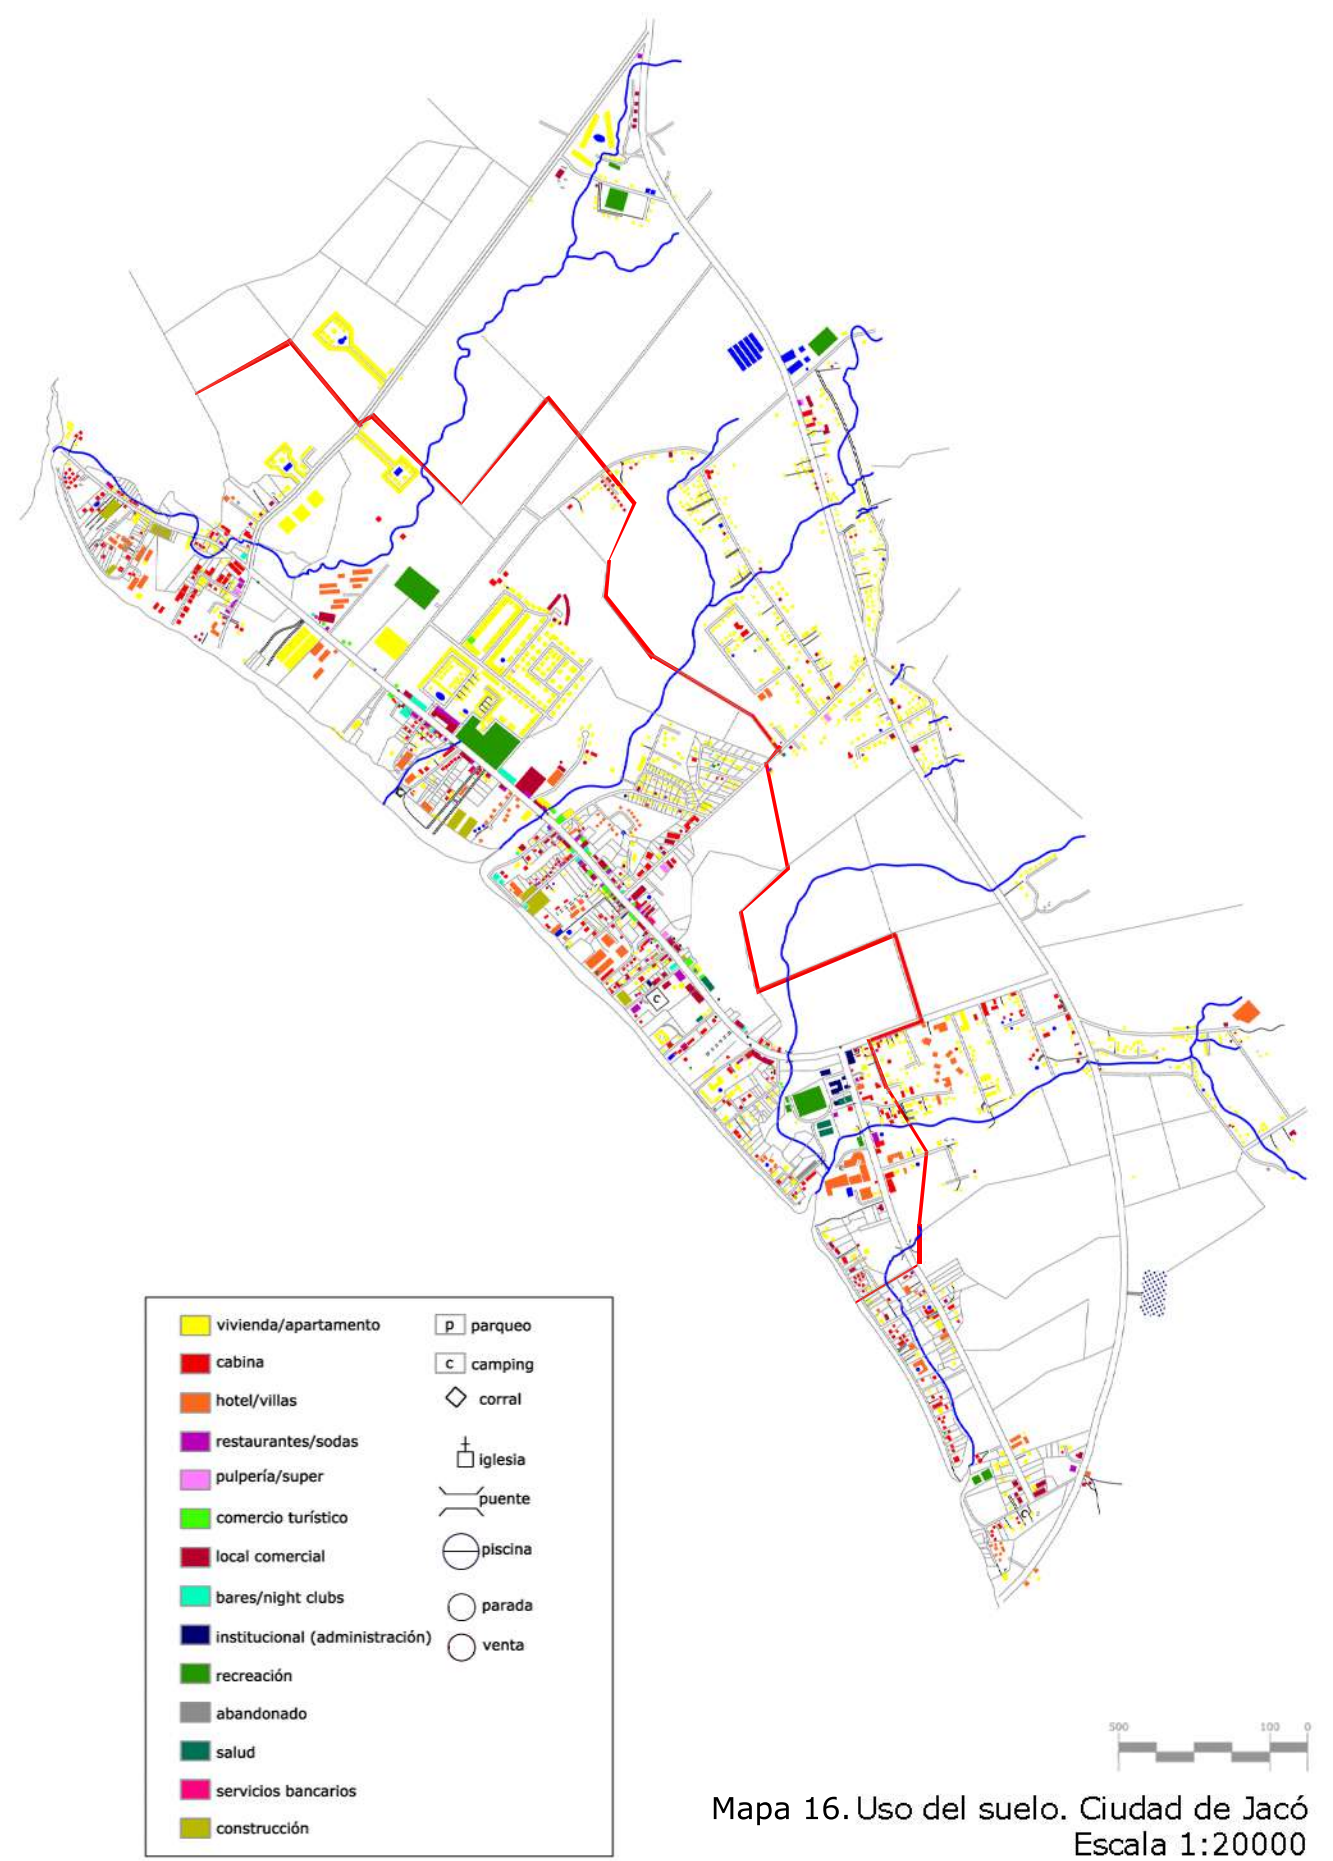 C
C
C
vivienda/apartamento
cabina
hotel/villas
restaurantes/sodas
pulpería/super
comercio turístico
local comercial
bares/night clubs
institucional (administración)
recreación
abandonado
salud
servicios bancarios
construcción
p parqueo
c camping
corral
iglesia
puente
piscina
parada
venta
500 100 0
Mapa 16. Uso del suelo. Ciudad de Jacó
Escala 1:20000